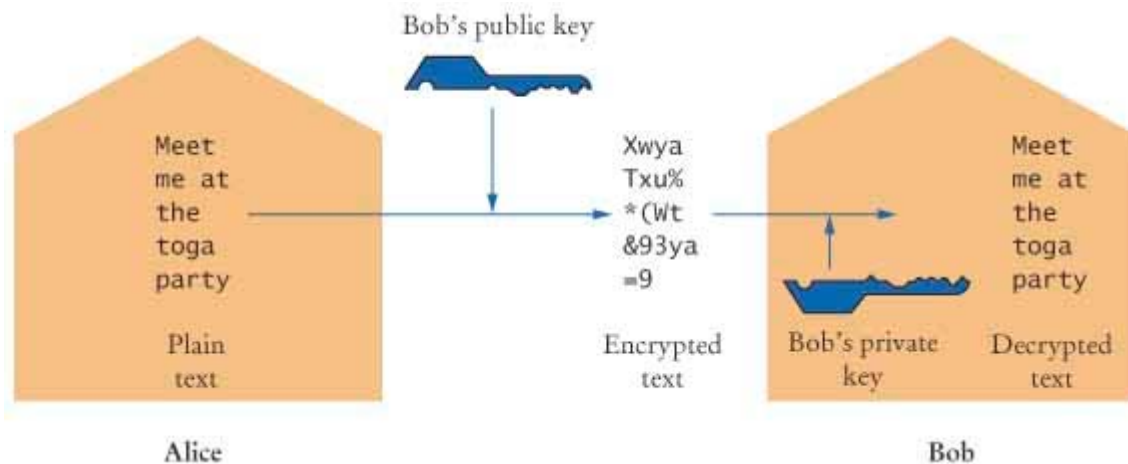 Bob's public key
Meet
me at
the
toga
party
Plain
text
Xwya
Txu%
*(Wt
&93ya
=9
Encrypted
text
Bob's private
key
Meet
me at
the
toga
party
Decrypted
text
Alice
Bob